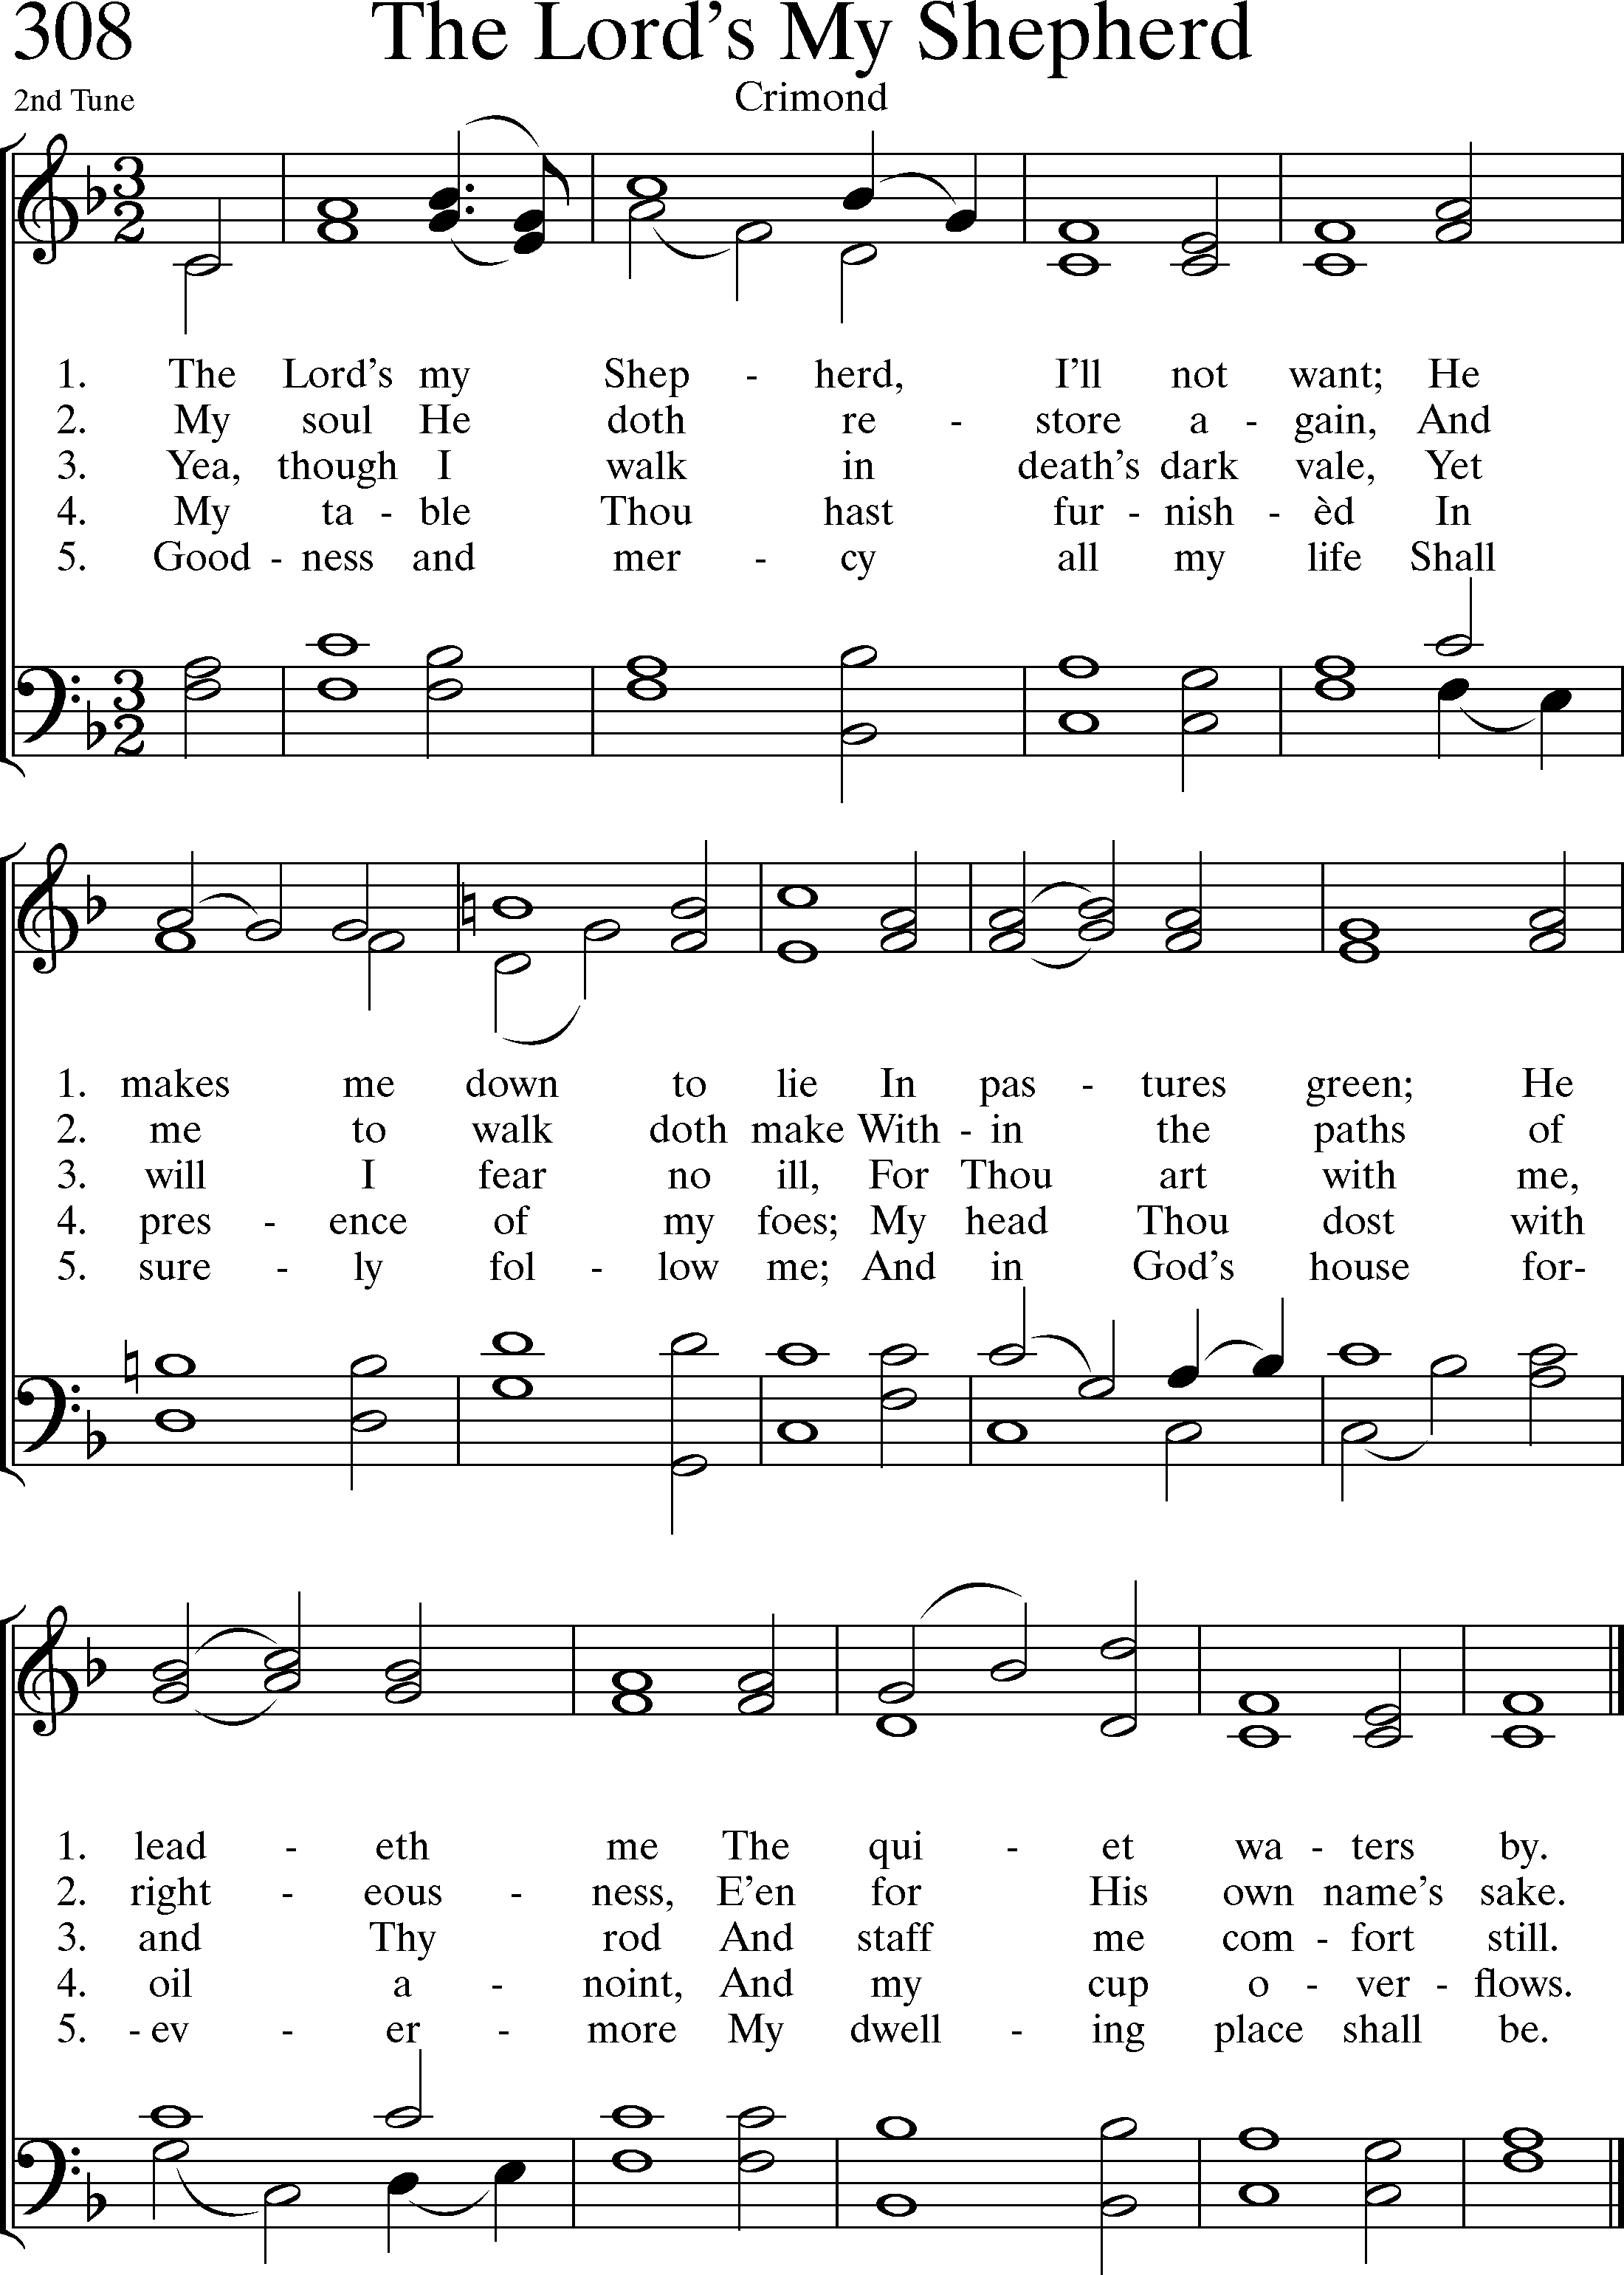 308 The Lord's My Shepherd
2nd Tune Crimond
1. The Lord's my Shep - herd, I'll not want; He
2. My soul He doth re - store a - gain, And
3. Yea, though I walk in death's dark vale, Yet
4. My ta - ble Thou hast fur - nish - èd In
5. Good - ness and mer - cy all my life Shall
1. makes me down to lie In pas - tures green; He
2. me to walk doth make With - in the paths of
3. will I fear no ill, For Thou art with me,
4. pres - ence of my foes; My head Thou dost with
5. sure - ly fol - low me; And in God's house for-
1. lead - eth me The qui - et wa - ters by.
2. right - eous - ness, E'en for His own name's sake.
3. and Thy rod And staff me com - fort still.
4. oil a - noint, And my cup o - ver - flows.
5. - ev - er - more My dwell - ing place shall be.